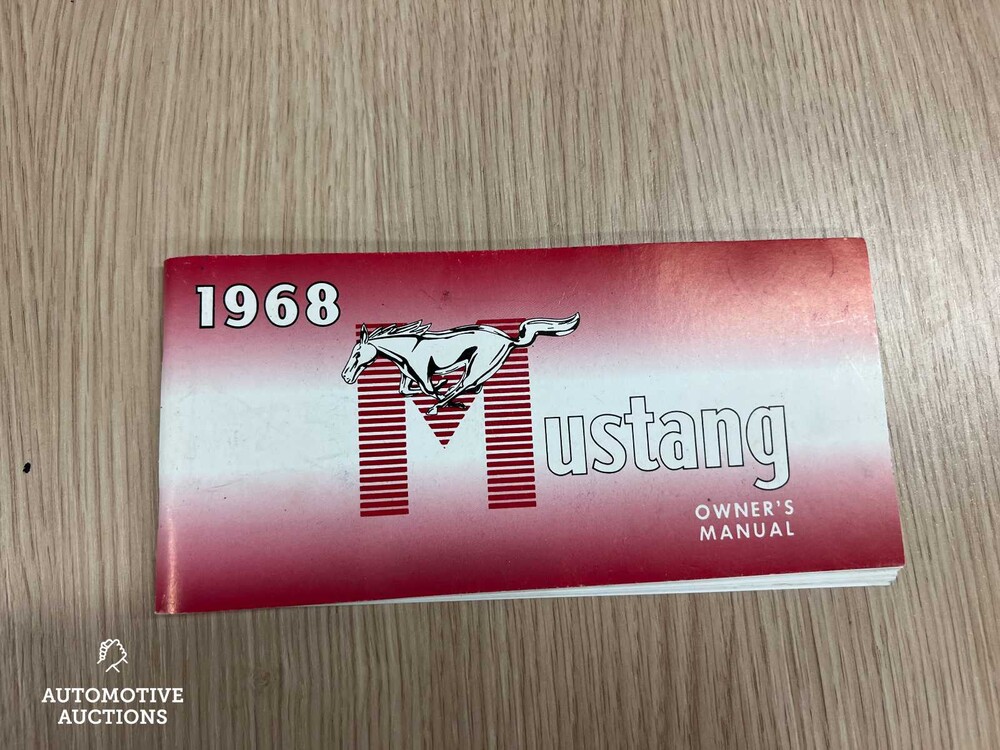 1968
Mustang
OWNER'S
MANUAL
AUTOMOTIVE
AUCTIONS